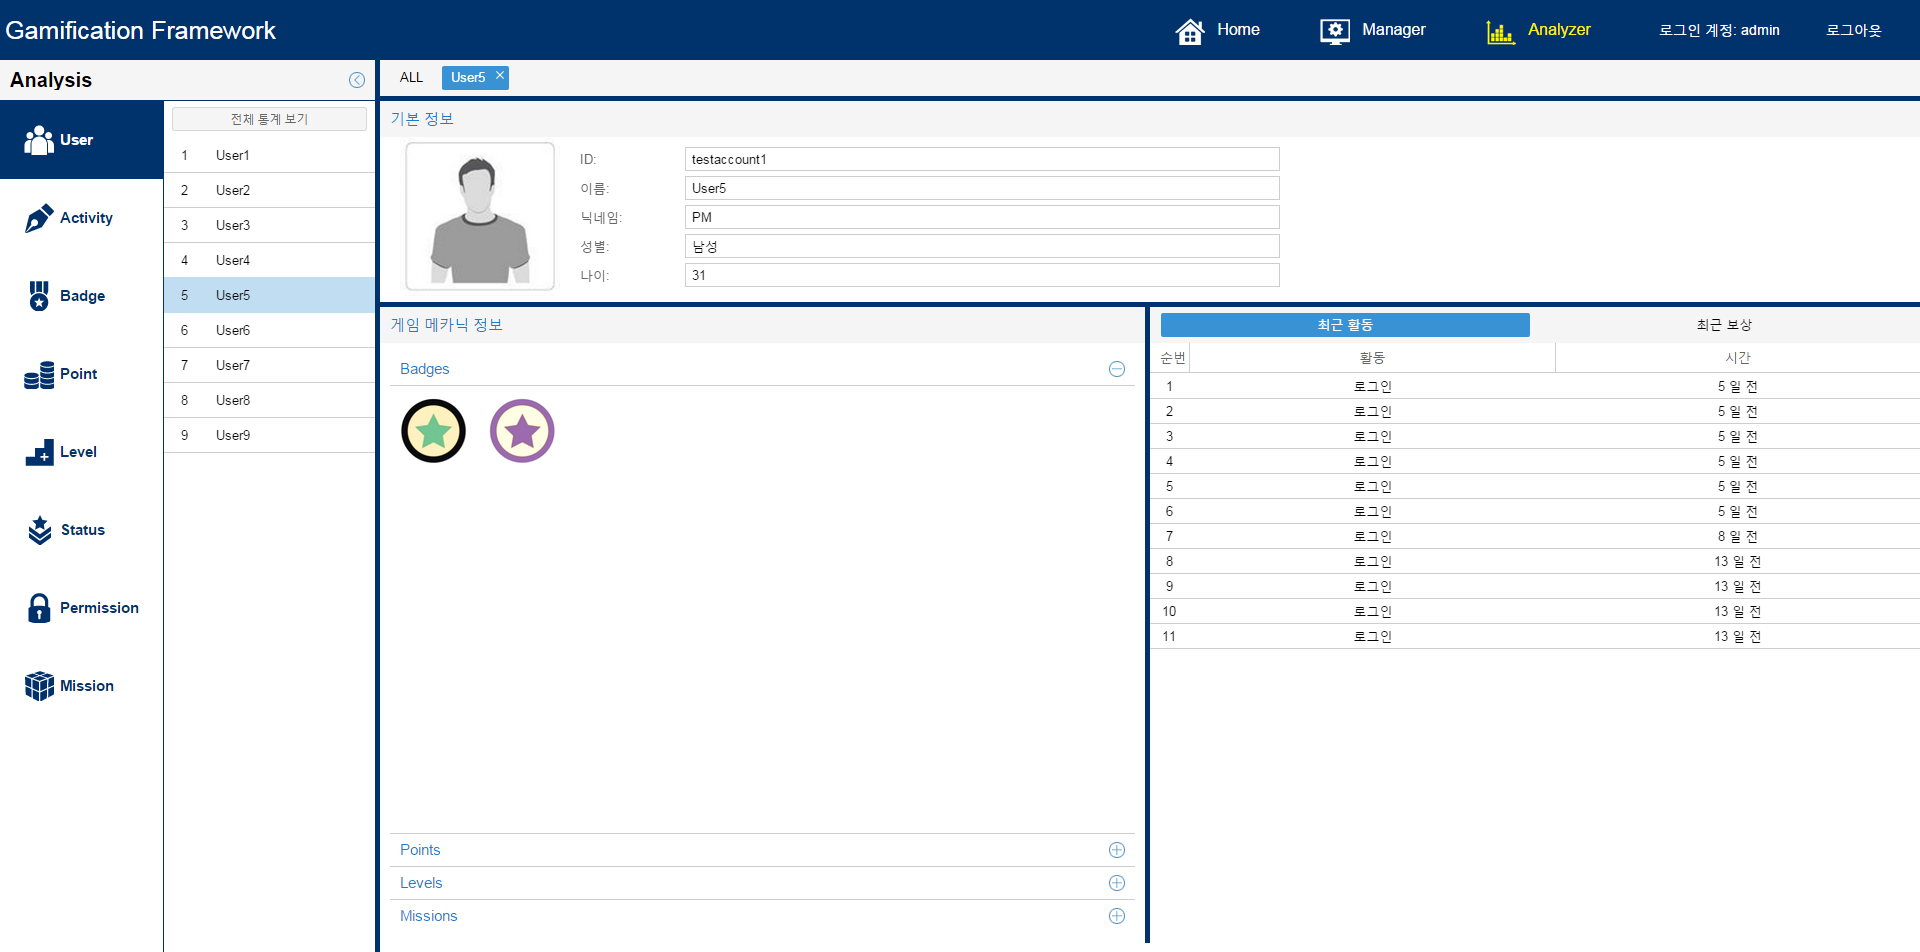 Gamification Framework
Home
Manager
Analyzer
로그인 계정: admin
로그아웃
Analysis
User
Activity
Badge
Point
Level
Status
Permission
Mission
전체 통계 보기
1 User1
2 User2
3 User3
4 User4
5 User5
6 User6
7 User7
8 User8
9 User9
ALL
User5
기본 정보
ID: testaccount1
이름: User5
닉네임: PM
성별: 남성
나이: 31
게임 메카닉 정보
Badges
Points
Levels
Missions
최근 활동
최근 보상
순번 활동 시간
1 로그인 5 일 전
2 로그인 5 일 전
3 로그인 5 일 전
4 로그인 5 일 전
5 로그인 5 일 전
6 로그인 5 일 전
7 로그인 8 일 전
8 로그인 13 일 전
9 로그인 13 일 전
10 로그인 13 일 전
11 로그인 13 일 전